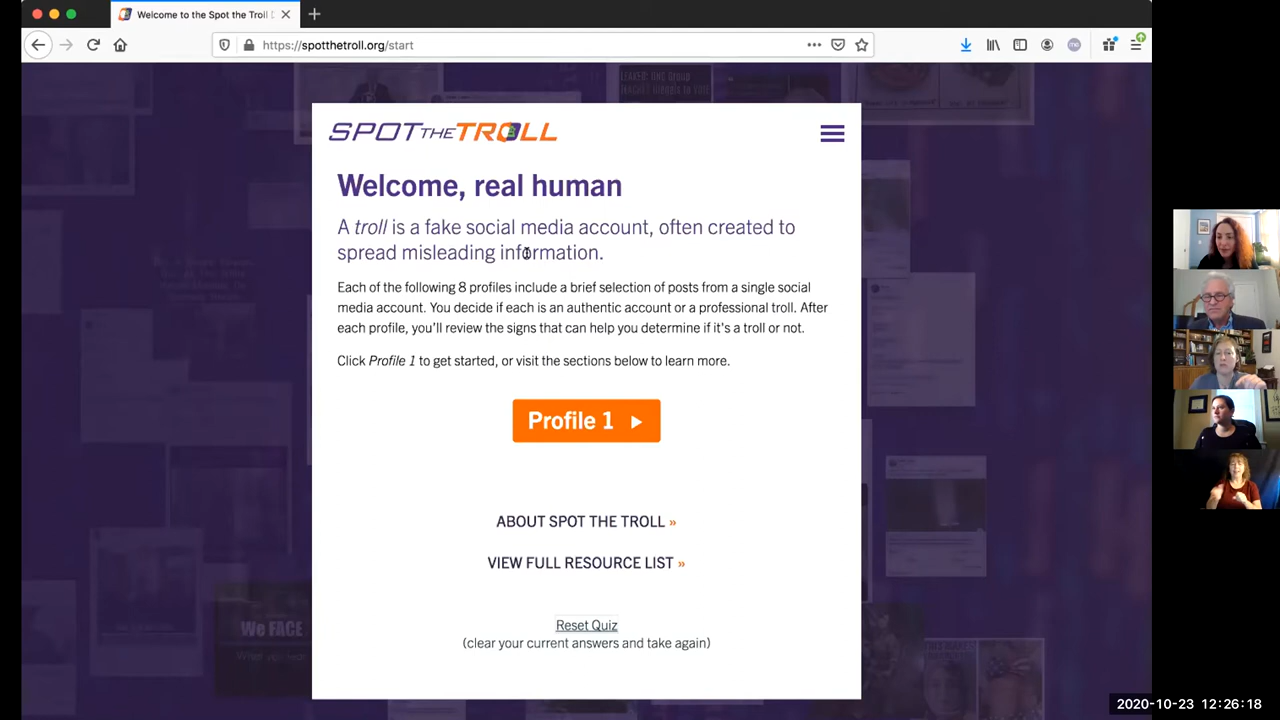 Welcome to the Spot the Troll
https://spotthetroll.org/start
LEAKED: ONG Group
SPOT THE TROLL
Welcome, real human
A troll is a fake social media account, often created to
spread misleading information.
Each of the following 8 profiles include a brief selection of posts from a single social
media account. You decide if each is an authentic account or a professional troll. After
each profile, you'll review the signs that can help you determine if it's a troll or not.
Click Profile 1 to get started, or visit the sections below to learn more.
Profile 1
ABOUT SPOT THE TROLL »
VIEW FULL RESOURCE LIST »
Reset Quiz
(clear your current answers and take again)
We FACE
2020-10-23 12:26:18